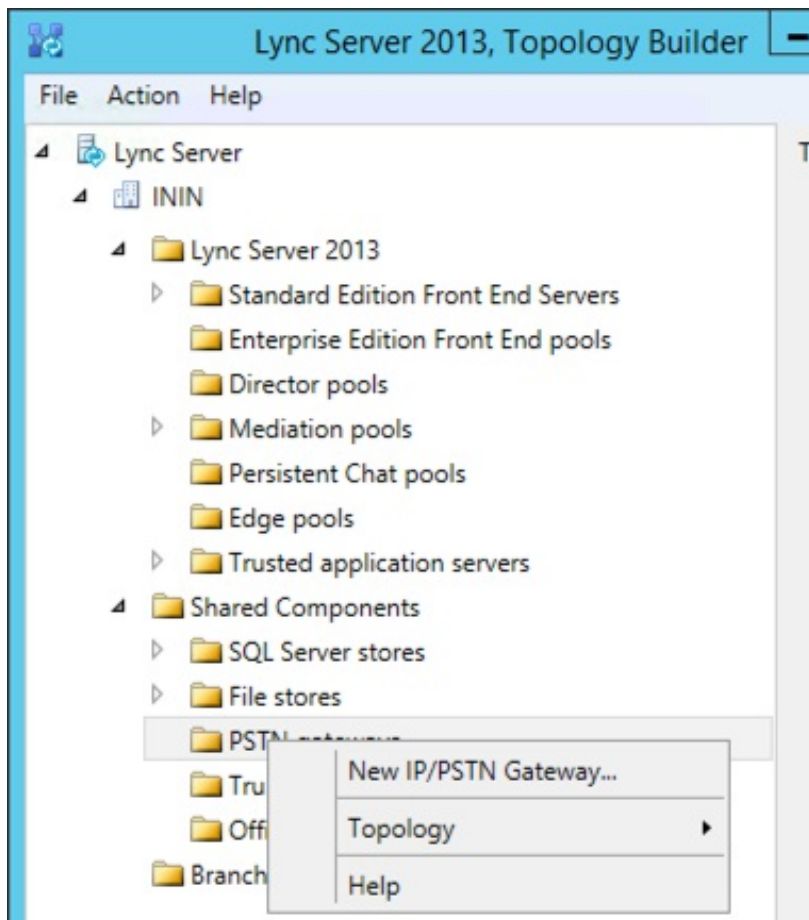 Lync Server 2013, Topology Builder
File Action Help
Lync Server
T
ININ
Lync Server 2013
Standard Edition Front End Servers
Enterprise Edition Front End pools
Director pools
Mediation pools
Persistent Chat pools
Edge pools
Trusted application servers
Shared Components
SQL Server stores
File stores
PSTN gateways
New IP/PSTN Gateway...
Tru
Topology
Offi
Branch
Help